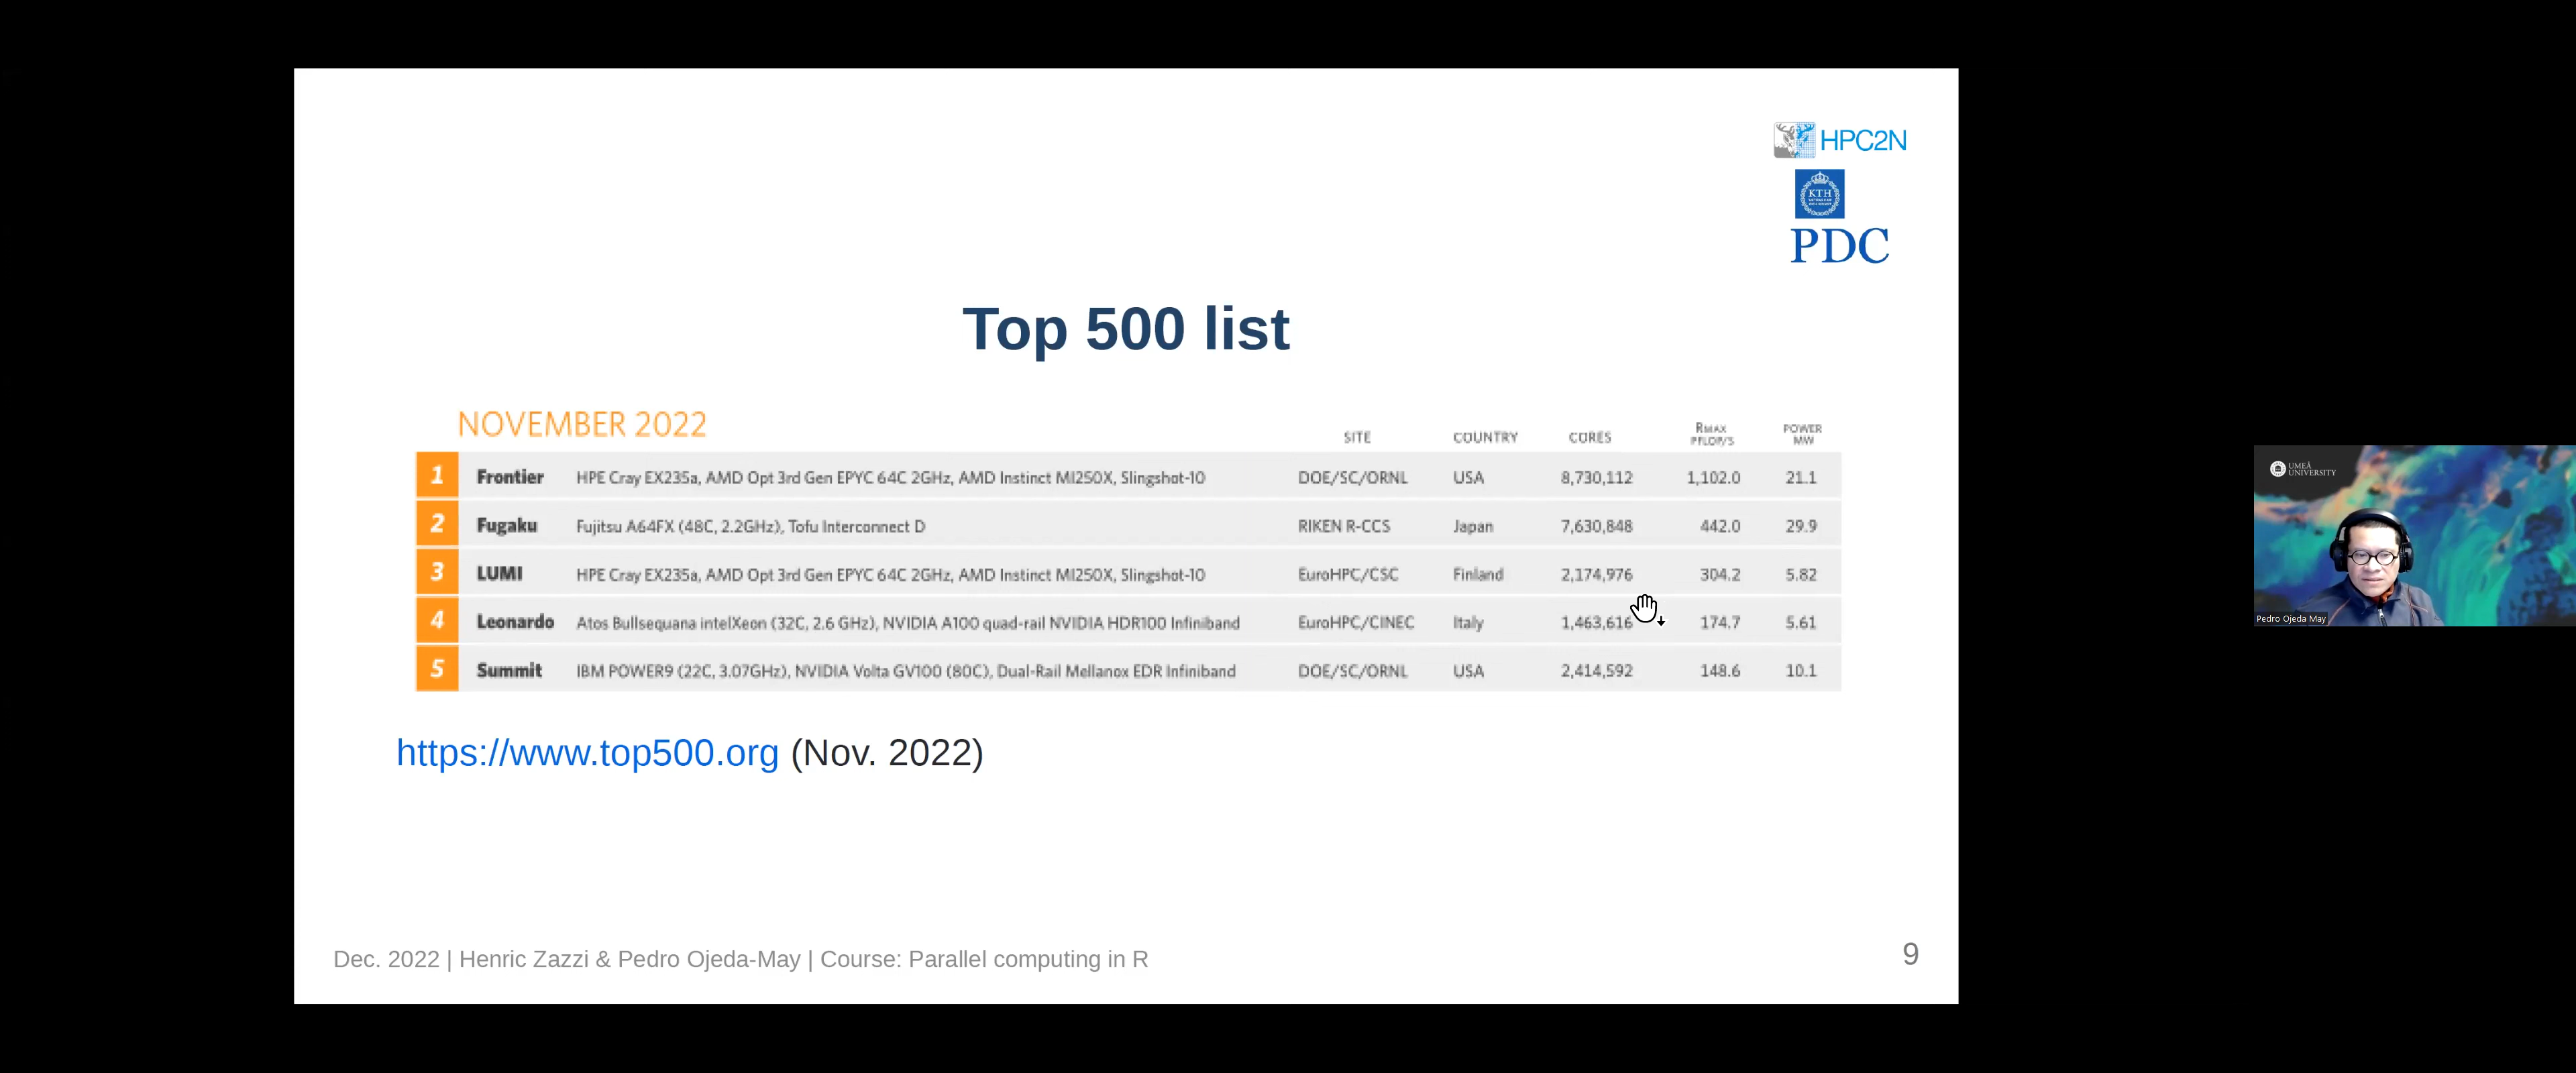 HPC2N
KTH
PDC
Top 500 list
NOVEMBER 2022
SITE COUNTRY CORES RMAX PFLOP/S POWER MW
1 Frontier HPE Cray EX235a, AMD Opt 3rd Gen EPYC 64C 2GHz, AMD Instinct MI250X, Slingshot-10 DOE/SC/ORNL USA 8,730,112 1,102.0 21.1
2 Fugaku Fujitsu A64FX (48C, 2.2GHz), Tofu Interconnect D RIKEN R-CCS Japan 7,630,848 442.0 29.9
3 LUMI HPE Cray EX235a, AMD Opt 3rd Gen EPYC 64C 2GHz, AMD Instinct MI250X, Slingshot-10 EuroHPC/CSC Finland 2,174,976 304.2 5.82
4 Leonardo Atos Bullsequana intelXeon (32C, 2.6 GHz), NVIDIA A100 quad-rail NVIDIA HDR100 Infiniband EuroHPC/CINEC Italy 1,463,616 174.7 5.61
5 Summit IBM POWER9 (22C, 3.07GHz), NVIDIA Volta GV100 (80C), Dual-Rail Mellanox EDR Infiniband DOE/SC/ORNL USA 2,414,592 148.6 10.1
https://www.top500.org (Nov. 2022)
Dec. 2022 | Henric Zazzi & Pedro Ojeda-May | Course: Parallel computing in R
9
UMEÅ
UNIVERSITY
Pedro Ojeda May